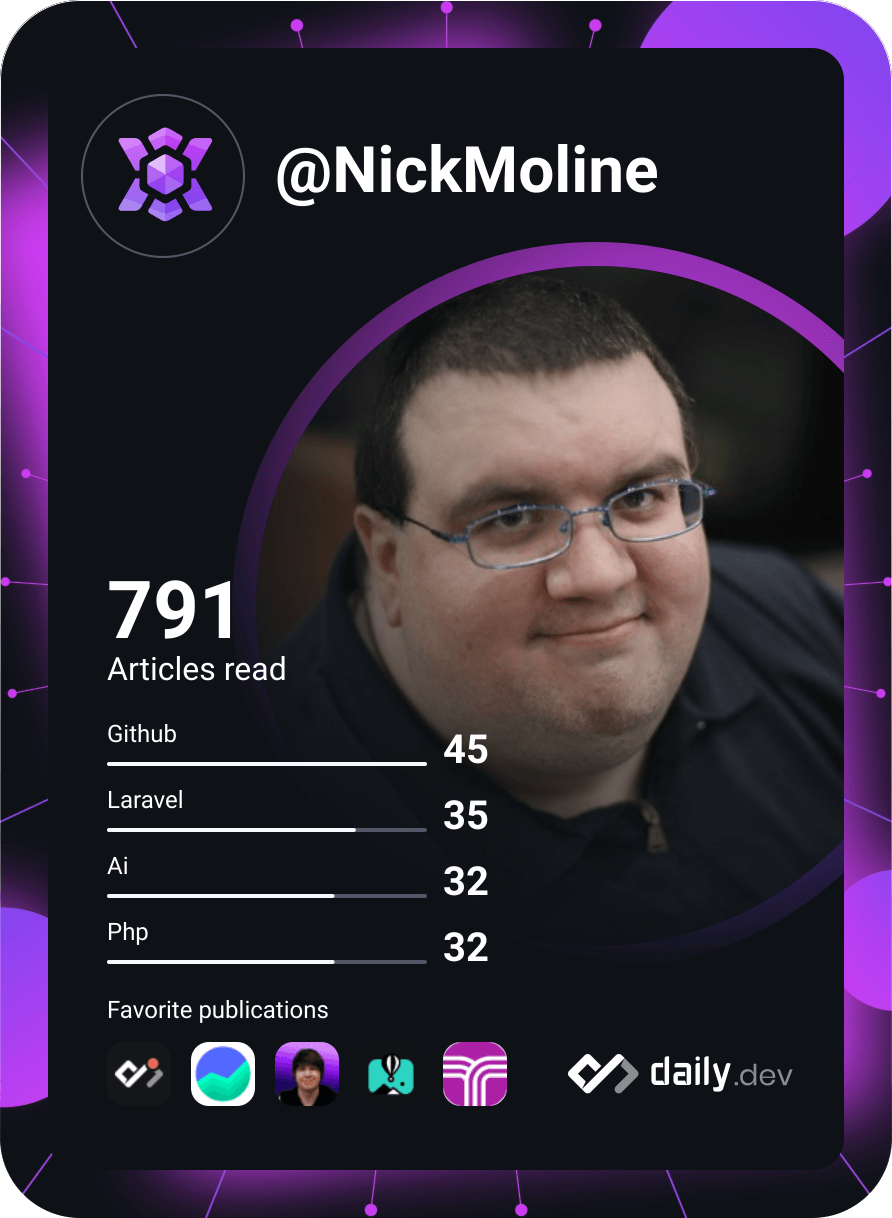 @NickMoline
791
Articles read
Github
45
Laravel
35
Ai
32
Php
32
Favorite publications
daily.dev